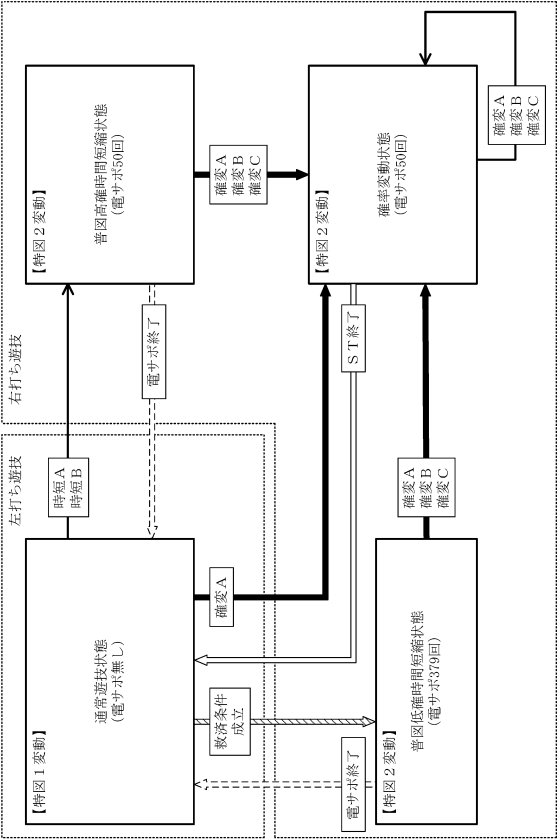 左打ち遊技
右打ち遊技
【特図１変動】
通常遊技状態
(電サポ無し)
時短Ａ
時短Ｂ
【特図２変動】
普図高確時間短縮状態
(電サポ50回)
電サポ終了
確変Ａ
確変Ｂ
確変Ｃ
確変Ａ
救済条件
成立
ＳＴ終了
【特図２変動】
確率変動状態
(電サポ50回)
確変Ａ
確変Ｂ
確変Ｃ
電サポ終了
【特図２変動】
普図低確時間短縮状態
(電サポ379回)
確変Ａ
確変Ｂ
確変Ｃ